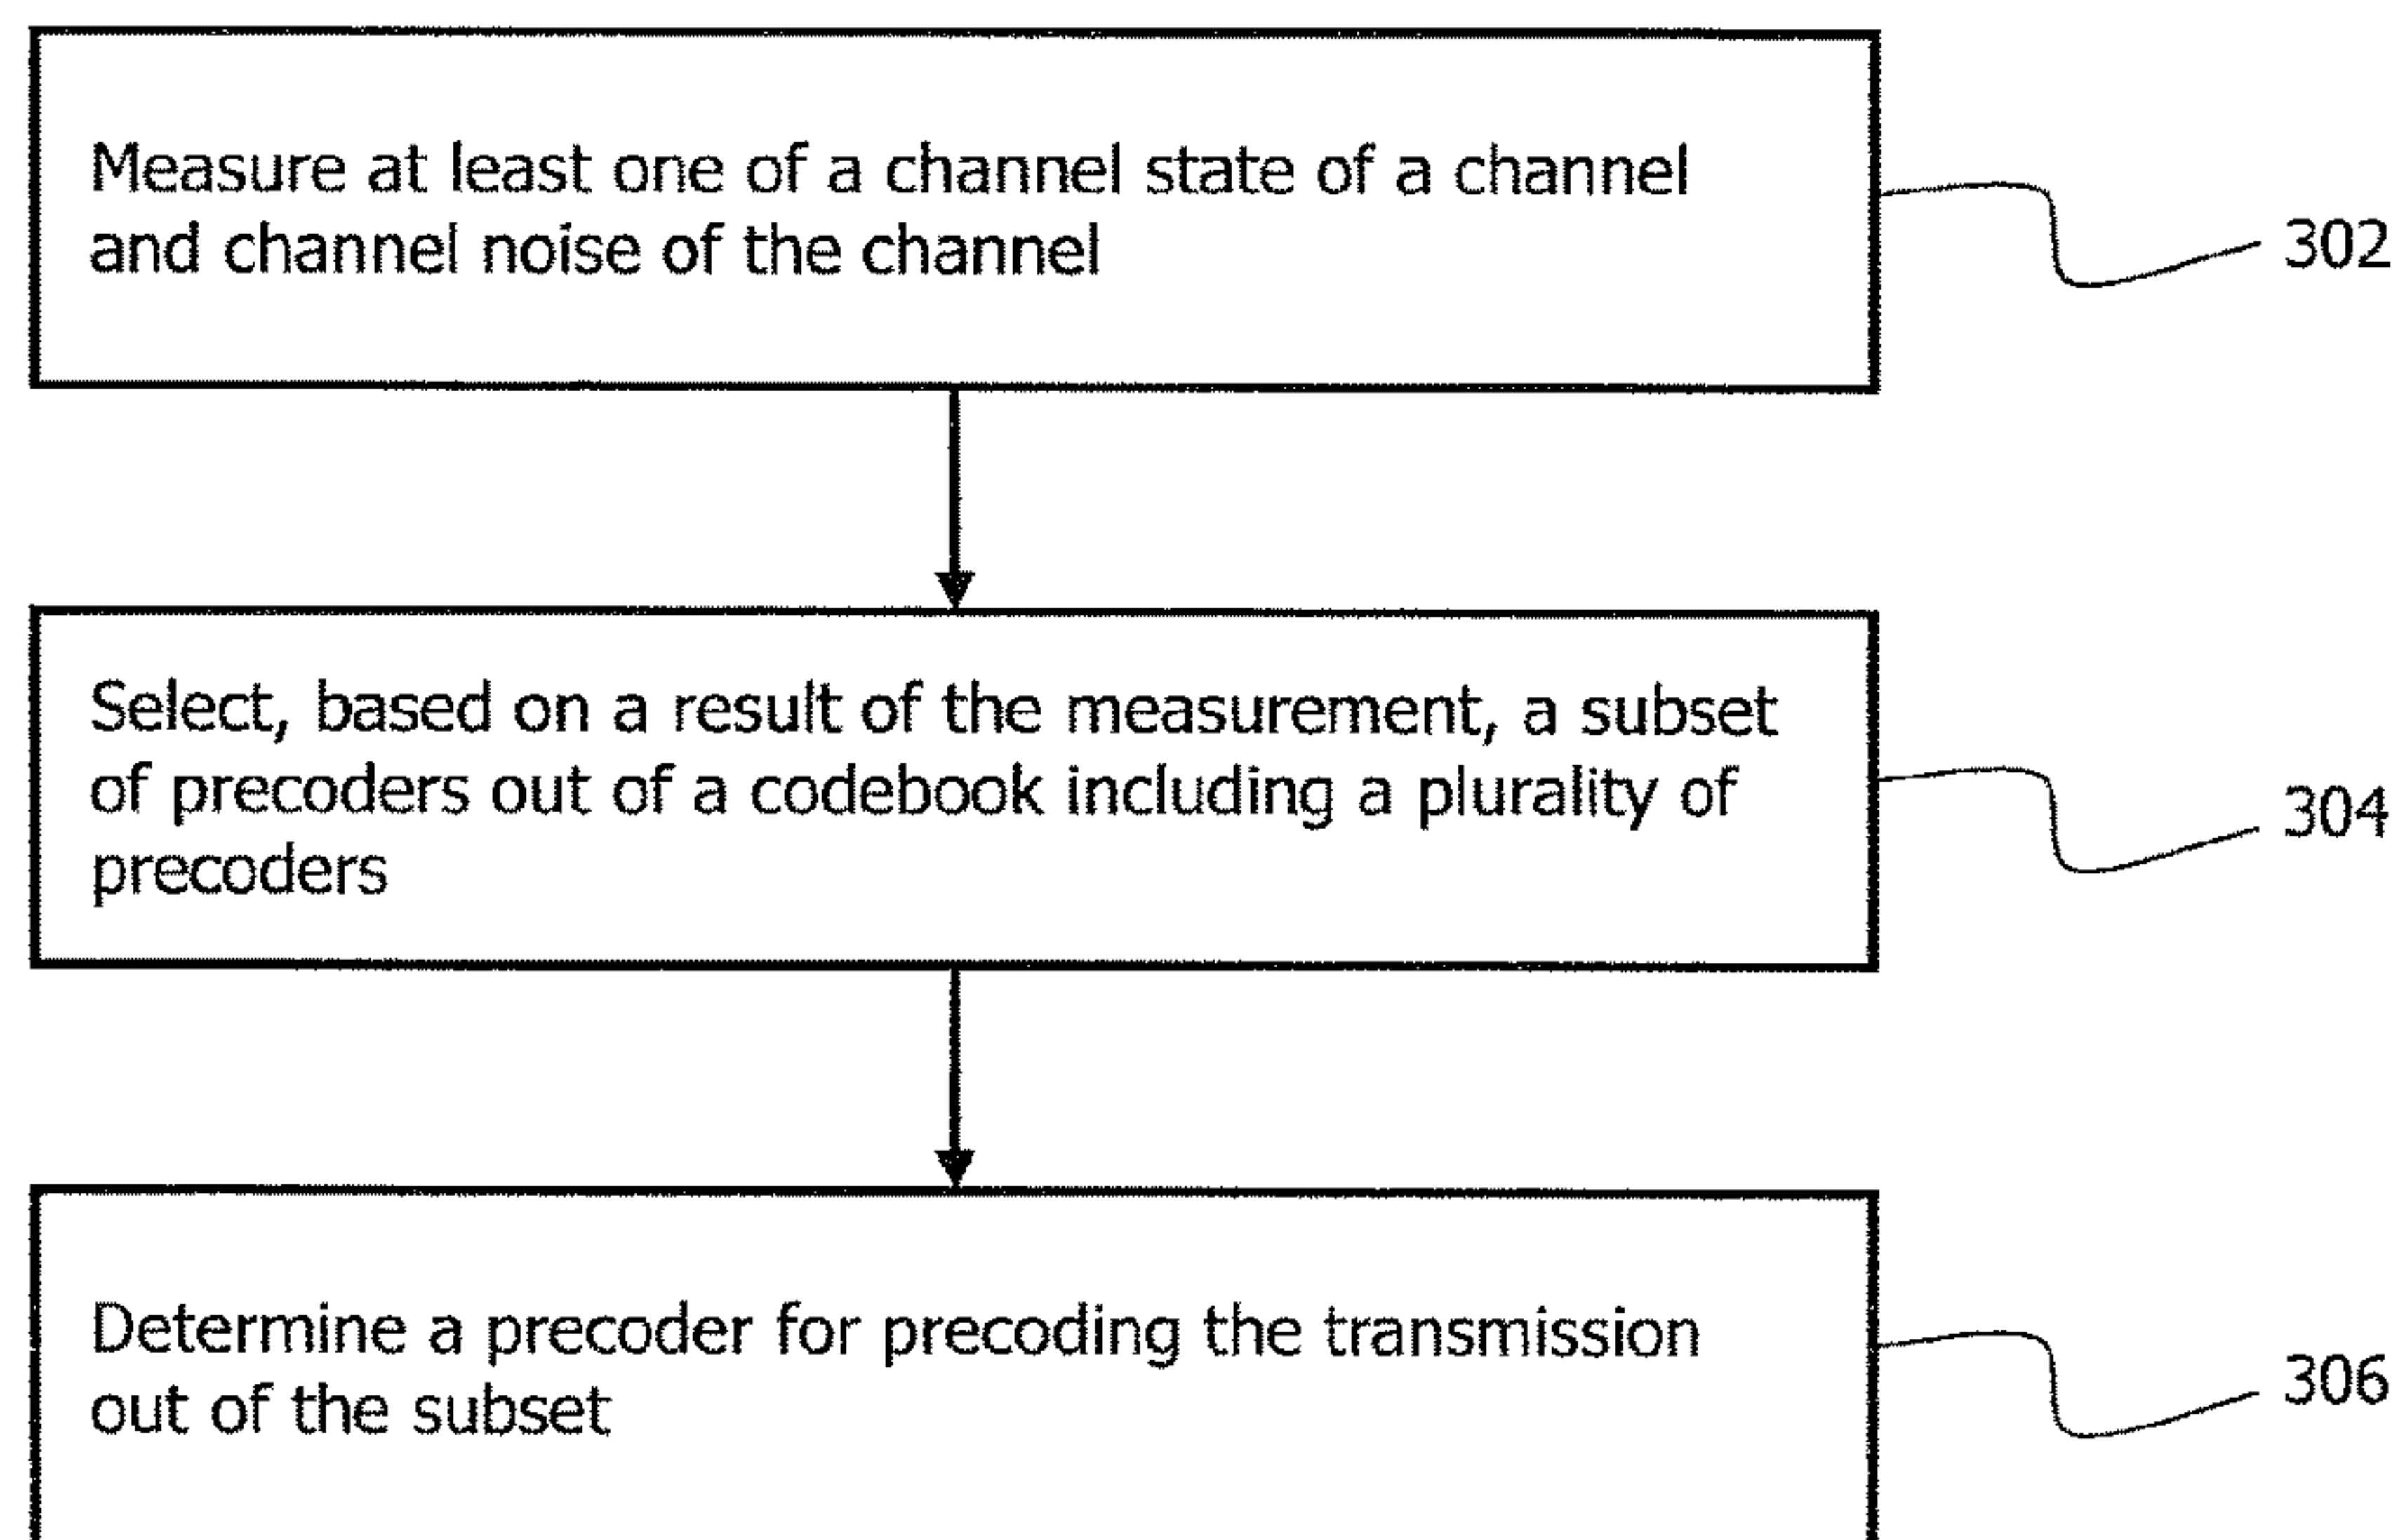 Measure at least one of a channel state of a channel
and channel noise of the channel
302
Select, based on a result of the measurement, a subset
of precoders out of a codebook including a plurality of
precoders
304
Determine a precoder for precoding the transmission
out of the subset
306